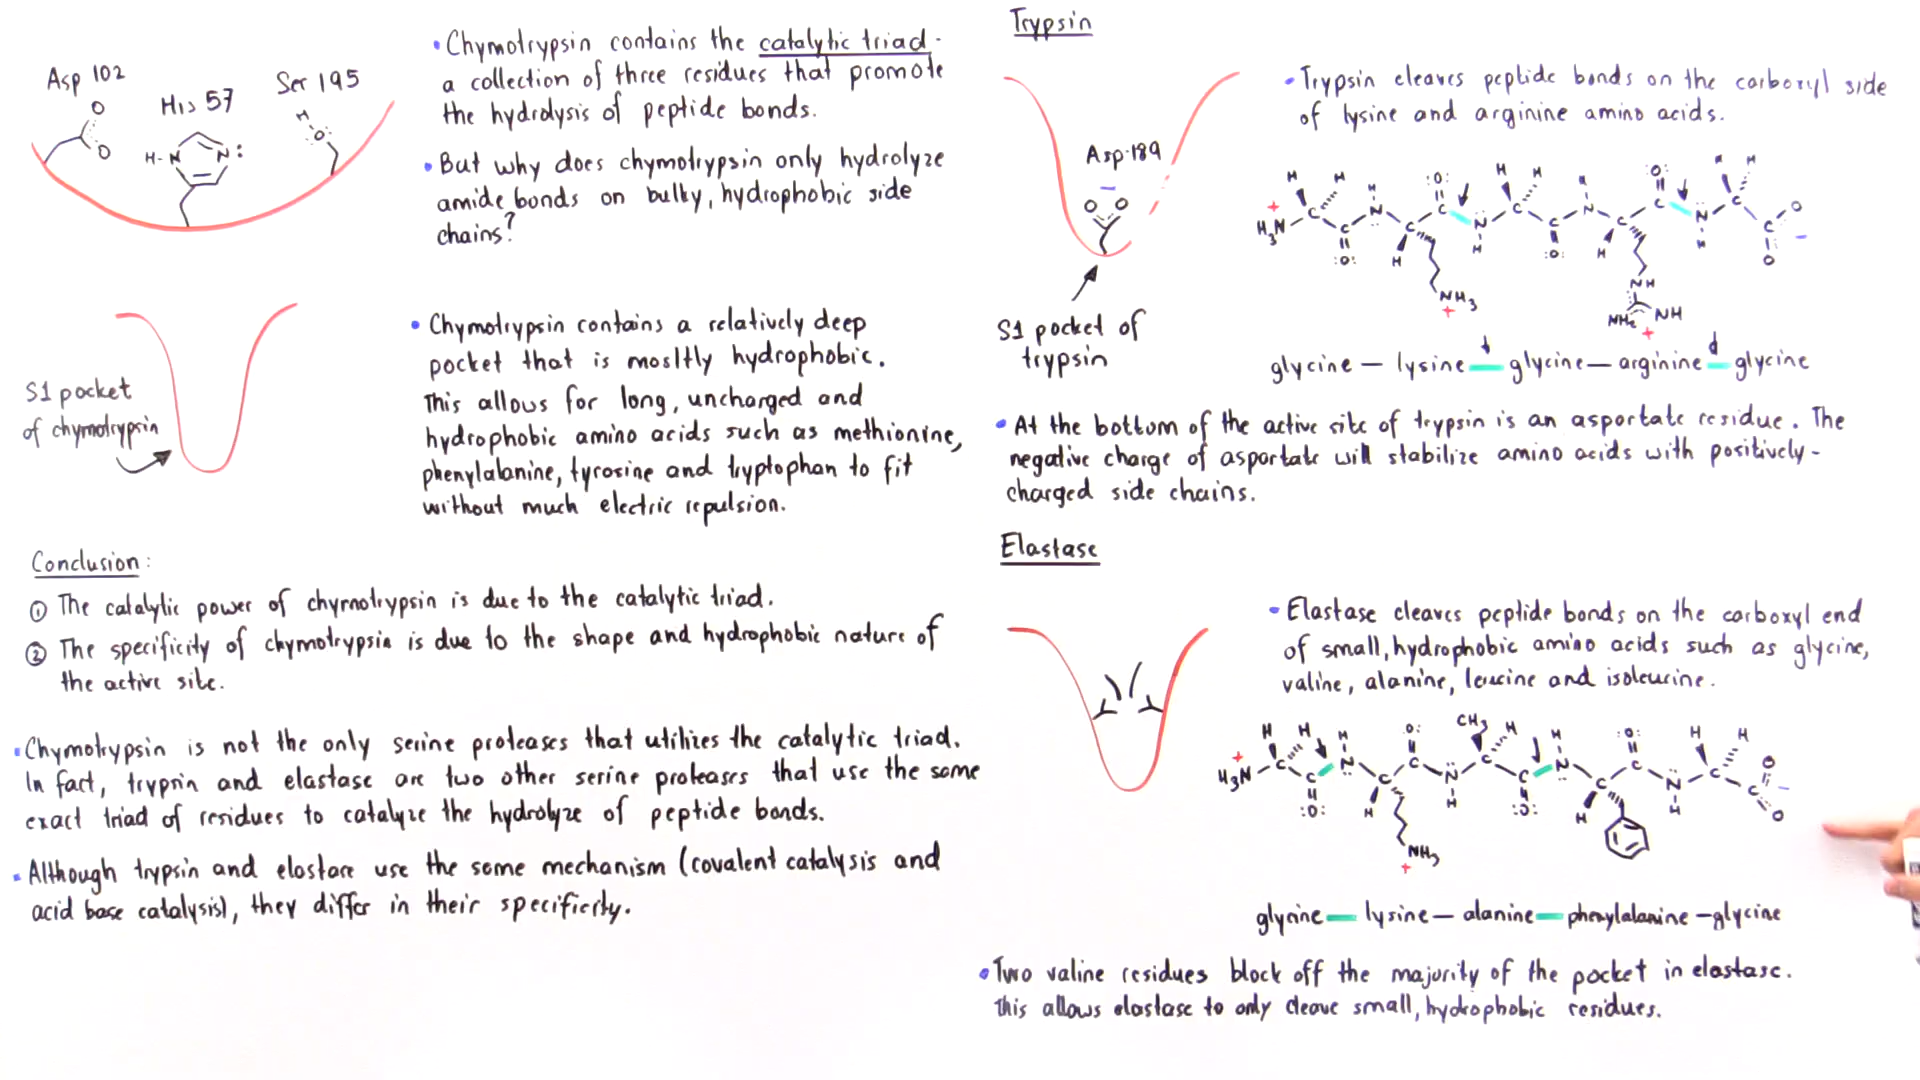 Asp 102
His 57
Ser 195
O
O
H-N
N:
H
:O:
• Chymotrypsin contains the catalytic triad -
a collection of three residues that promote
the hydrolysis of peptide bonds.
• But why does chymotrypsin only hydrolyze
amide bonds on bulky, hydrophobic side
chains?
S1 pocket
of chymotrypsin
• Chymotrypsin contains a relatively deep
pocket that is mosltly hydrophobic.
This allows for long, uncharged and
hydrophobic amino acids such as methionine,
phenylalanine, tyrosine and tryptophan to fit
without much electric repulsion.
Conclusion:
① The catalytic power of chymotrypsin is due to the catalytic triad.
② The specificity of chymotrypsin is due to the shape and hydrophobic nature of
the active site.
• Chymotrypsin is not the only serine proteases that utilizes the catalytic triad.
In fact, trypsin and elastase are two other serine proteases that use the same
exact triad of residues to catalyze the hydrolyze of peptide bonds.
• Although trypsin and elastase use the same mechanism (covalent catalysis and
acid base catalysis), they differ in their specificity.
Trypsin
Asp-189
O O
S1 pocket of
trypsin
• Trypsin cleaves peptide bonds on the carboxyl side
of lysine and arginine amino acids.
H H H :O: H H H :O: H H
H₃N C C N C C N C C N C C N C C O
:O: H H :O: H H O
NH₃
+
NH
NH₂ NH
+
glycine — lysine — glycine — arginine — glycine
• At the bottom of the active site of trypsin is an aspartate residue. The
negative charge of aspartate will stabilize amino acids with positively-
charged side chains.
Elastase
• Elastase cleaves peptide bonds on the carboxyl end
of small, hydrophobic amino acids such as glycine,
valine, alanine, leucine and isoleucine.
H H H :O: CH₃ H H :O: H H
H₃N C C N C C N C C N C C N C C O
:O: H H :O: H H O
NH₃
+
glycine — lysine — alanine — phenylalanine — glycine
• Two valine residues block off the majority of the pocket in elastase.
This allows elastase to only cleave small, hydrophobic residues.